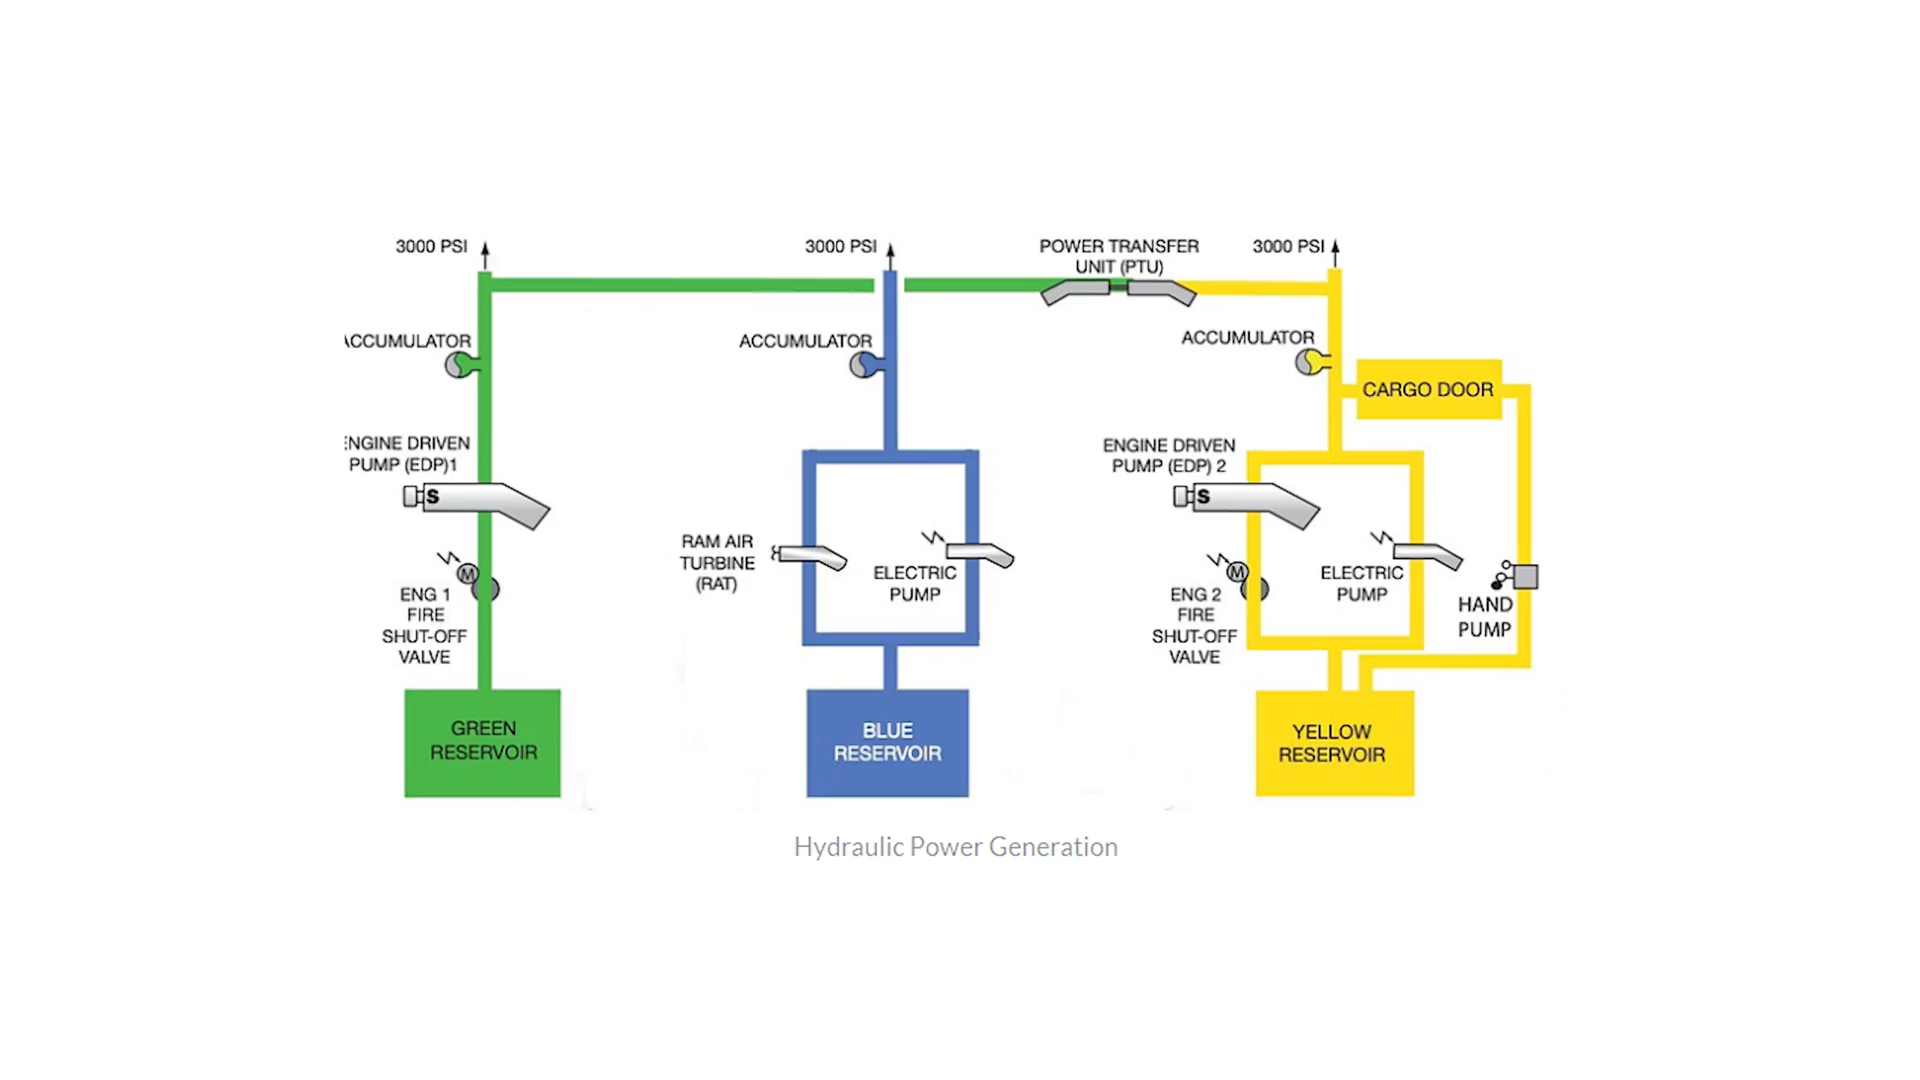 3000 PSI
3000 PSI
POWER TRANSFER
UNIT (PTU)
3000 PSI
ACCUMULATOR
ACCUMULATOR
ACCUMULATOR
CARGO DOOR
ENGINE DRIVEN
PUMP (EDP)1
S
ENGINE DRIVEN
PUMP (EDP) 2
S
RAM AIR
TURBINE
(RAT)
ELECTRIC
PUMP
ELECTRIC
PUMP
M
ENG 1
FIRE
SHUT-OFF
VALVE
M
ENG 2
FIRE
SHUT-OFF
VALVE
HAND
PUMP
GREEN
RESERVOIR
BLUE
RESERVOIR
YELLOW
RESERVOIR
Hydraulic Power Generation